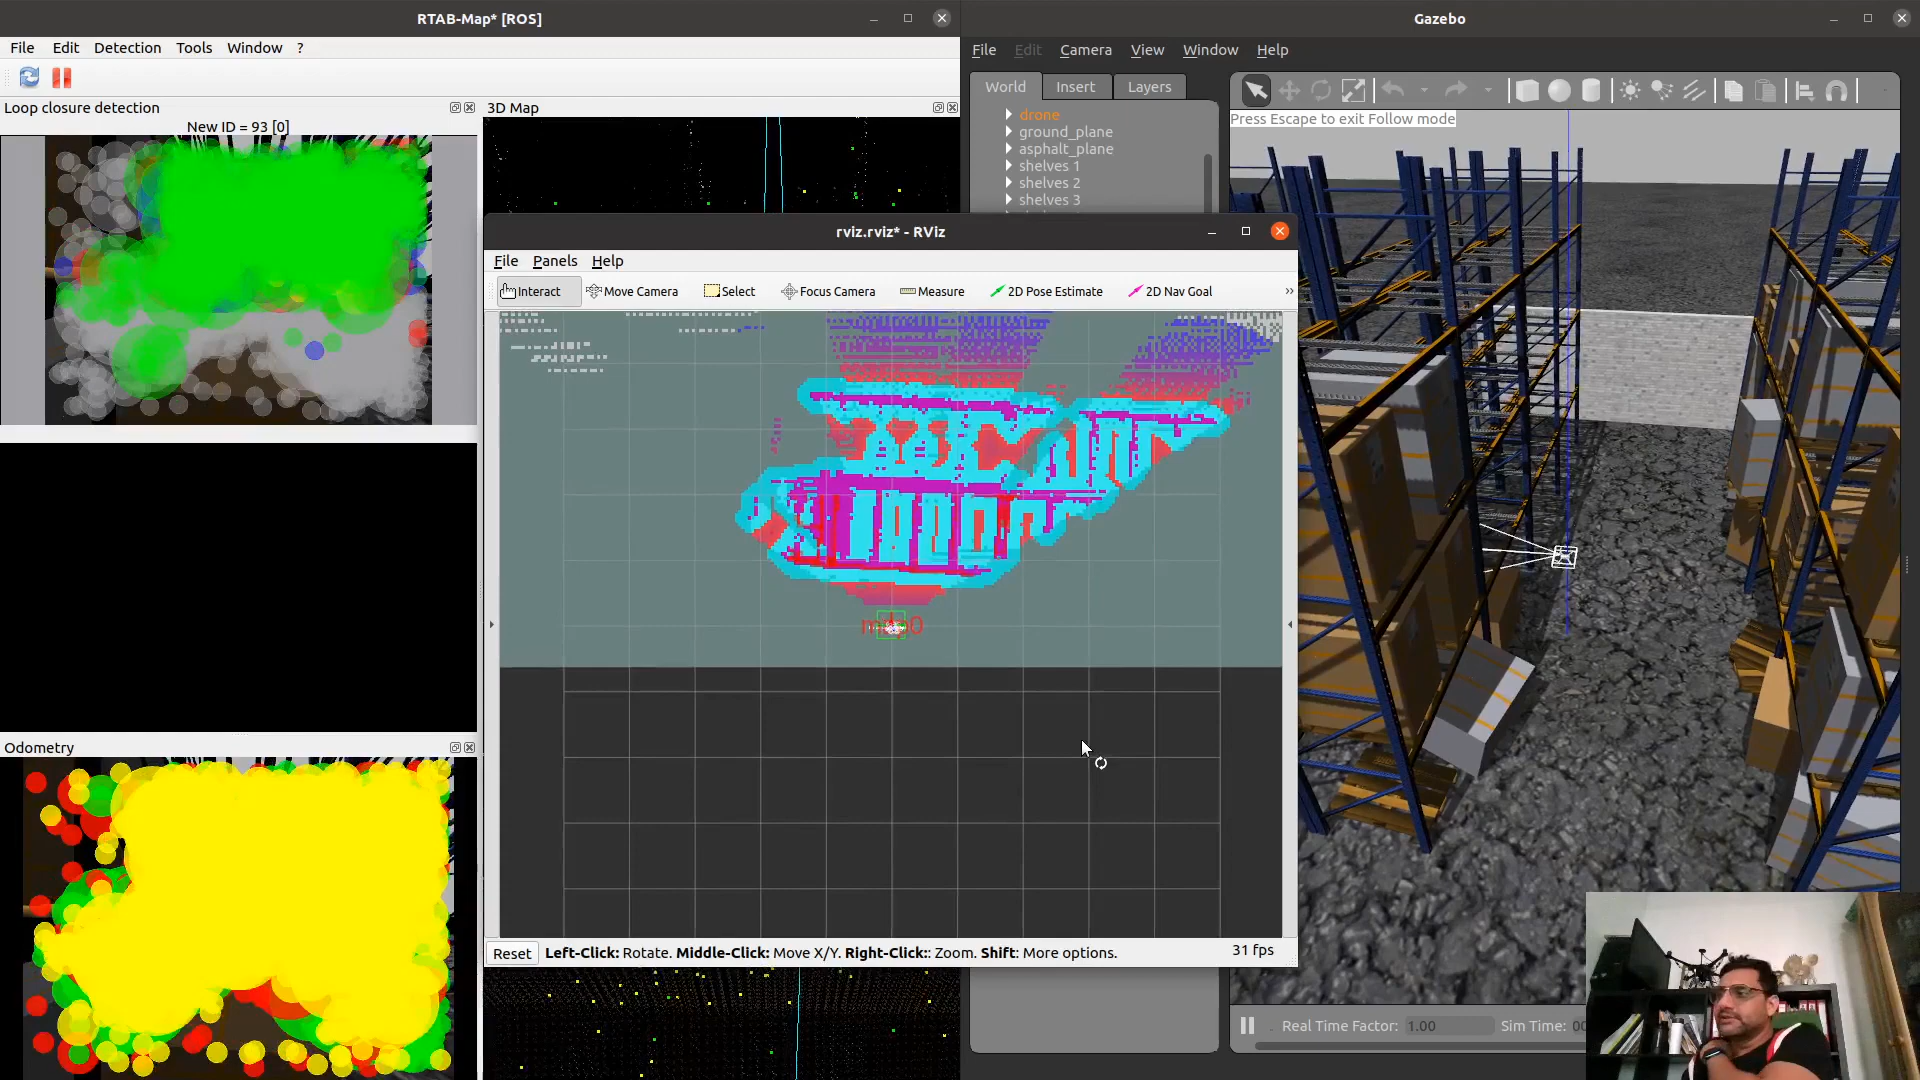 RTAB-Map* [ROS]
File Edit Detection Tools Window ?
Loop closure detection
New ID = 93 [0]
Odometry
3D Map
rviz.rviz* - RViz
File Panels Help
Interact Move Camera Select Focus Camera Measure 2D Pose Estimate 2D Nav Goal »
map0
Reset Left-Click: Rotate. Middle-Click: Move X/Y. Right-Click:: Zoom. Shift: More options. 31 fps
Gazebo
File Edit Camera View Window Help
World Insert Layers
drone
ground_plane
asphalt_plane
shelves 1
shelves 2
shelves 3
Press Escape to exit Follow mode
Real Time Factor: 1.00 Sim Time: 00